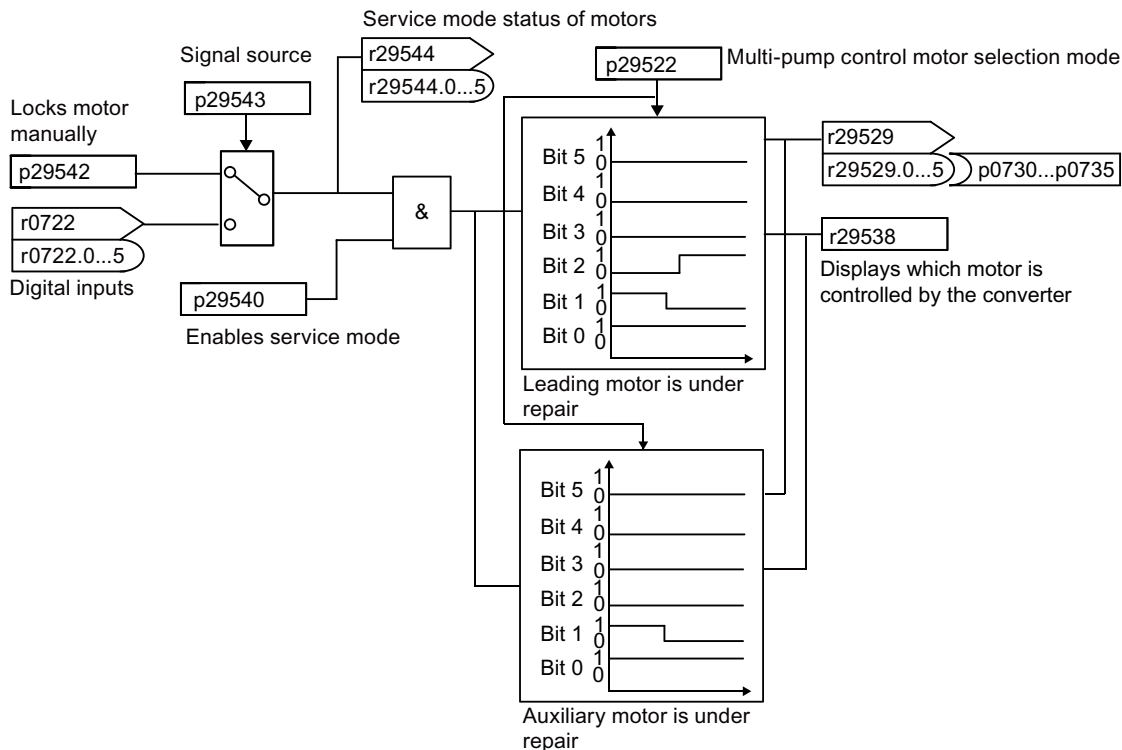 Service mode status of motors
Signal source
r29544
r29544.0...5
p29522
Multi-pump control motor selection mode
p29543
Locks motor
manually
p29542
r0722
r0722.0...5
Digital inputs
&
p29540
Enables service mode
Bit 5 1 0
Bit 4 1 0
Bit 3 1 0
Bit 2 1 0
Bit 1 1 0
Bit 0 1 0
Leading motor is under
repair
r29529
r29529.0...5
p0730...p0735
r29538
Displays which motor is
controlled by the converter
Bit 5 1 0
Bit 4 1 0
Bit 3 1 0
Bit 2 1 0
Bit 1 1 0
Bit 0 1 0
Auxiliary motor is under
repair